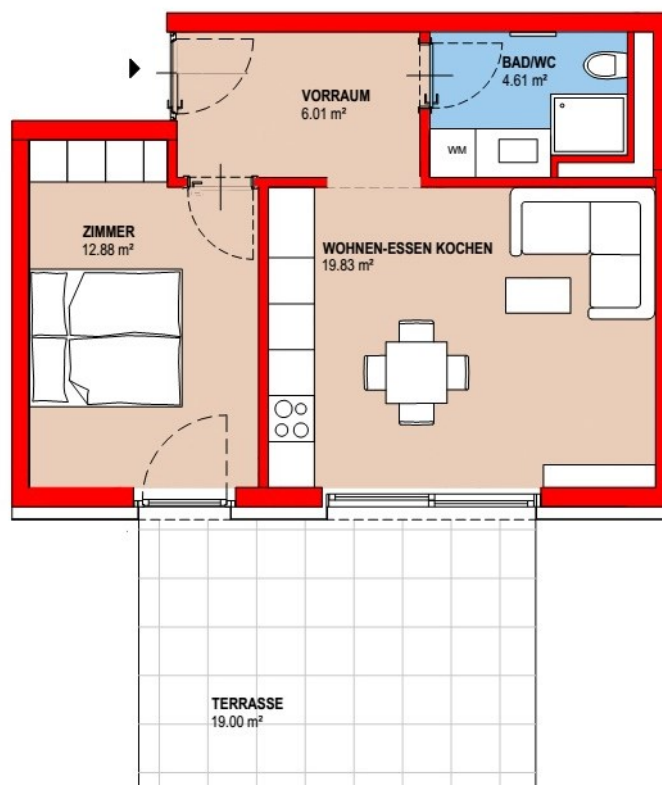 BAD/WC
4.61 m²
VORRAUM
6.01 m²
WM
ZIMMER
12.88 m²
WOHNEN-ESSEN KOCHEN
19.83 m²
TERRASSE
19.00 m²